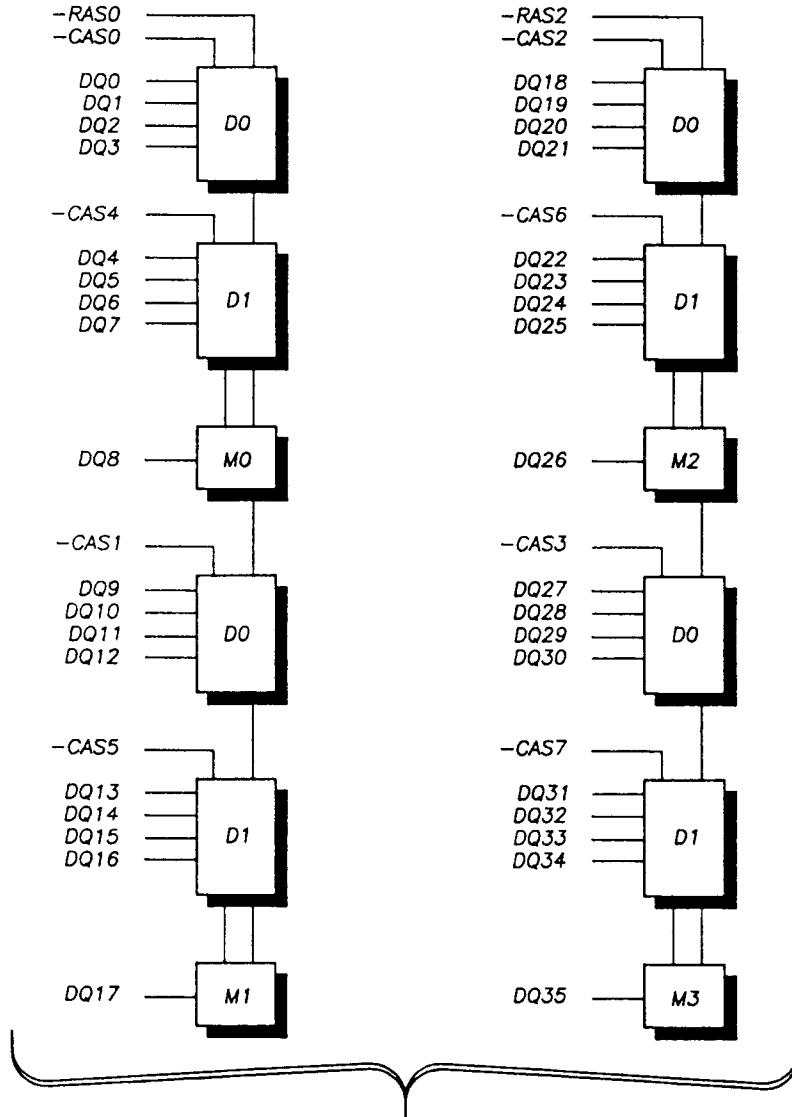 -RAS0
-CAS0
DQ0
DQ1
DQ2
DQ3
D0
-CAS4
DQ4
DQ5
DQ6
DQ7
D1
DQ8
M0
-CAS1
DQ9
DQ10
DQ11
DQ12
D0
-CAS5
DQ13
DQ14
DQ15
DQ16
D1
DQ17
M1
-RAS2
-CAS2
DQ18
DQ19
DQ20
DQ21
D0
-CAS6
DQ22
DQ23
DQ24
DQ25
D1
DQ26
M2
-CAS3
DQ27
DQ28
DQ29
DQ30
D0
-CAS7
DQ31
DQ32
DQ33
DQ34
D1
DQ35
M3